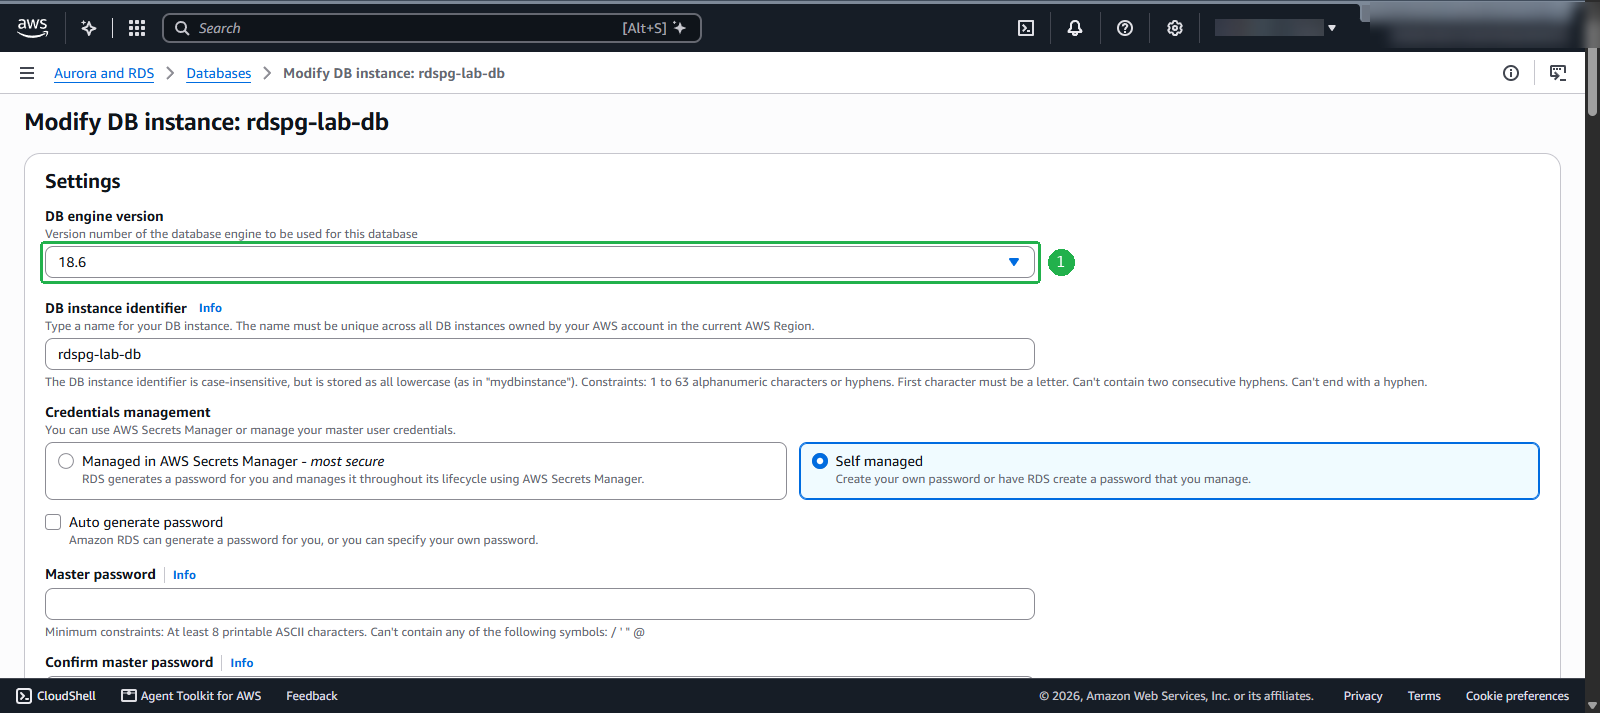 aws
Search [Alt+S]
Aurora and RDS > Databases > Modify DB instance: rdspg-lab-db
Modify DB instance: rdspg-lab-db
Settings
DB engine version
Version number of the database engine to be used for this database
18.6
1
DB instance identifier Info
Type a name for your DB instance. The name must be unique across all DB instances owned by your AWS account in the current AWS Region.
rdspg-lab-db
The DB instance identifier is case-insensitive, but is stored as all lowercase (as in "mydbinstance"). Constraints: 1 to 63 alphanumeric characters or hyphens. First character must be a letter. Can't contain two consecutive hyphens. Can't end with a hyphen.
Credentials management
You can use AWS Secrets Manager or manage your master user credentials.
Managed in AWS Secrets Manager - most secure
RDS generates a password for you and manages it throughout its lifecycle using AWS Secrets Manager.
Self managed
Create your own password or have RDS create a password that you manage.
Auto generate password
Amazon RDS can generate a password for you, or you can specify your own password.
Master password Info
Minimum constraints: At least 8 printable ASCII characters. Can't contain any of the following symbols: / ' " @
Confirm master password Info
CloudShell Agent Toolkit for AWS Feedback © 2026, Amazon Web Services, Inc. or its affiliates. Privacy Terms Cookie preferences